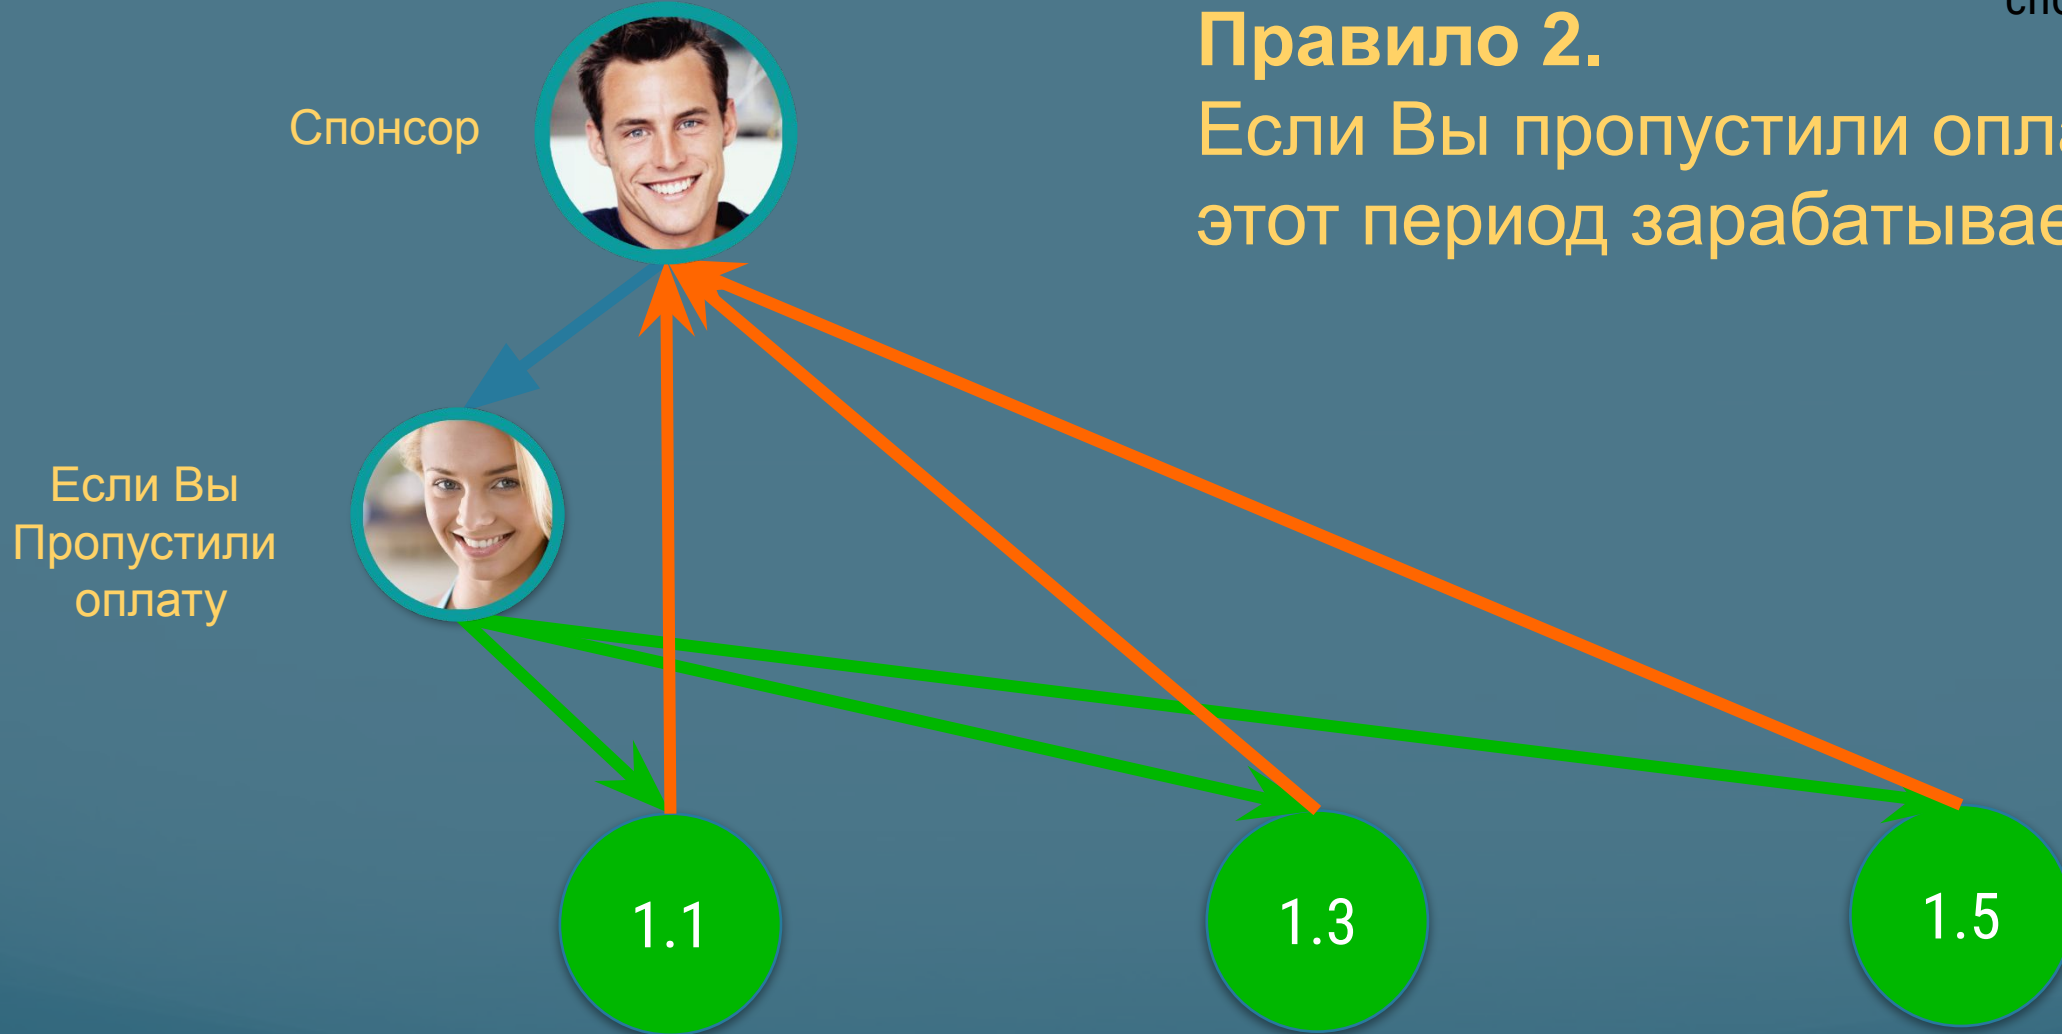 Правило 2.
Если Вы пропустили
этот период
Спонсор
Если Вы
Пропустили
оплату
1.1
1.3
1.5